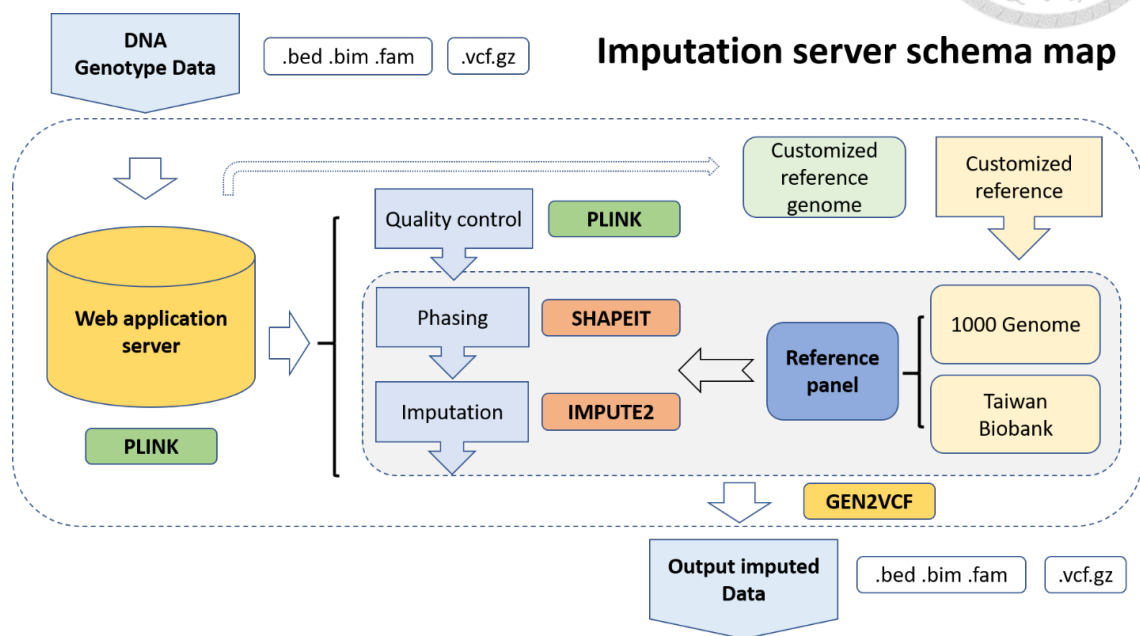 DNA
Genotype Data
.bed .bim .fam
.vcf.gz
Imputation server schema map
Customized
reference
genome
Customized
reference
Quality control
PLINK
Web application
server
PLINK
Phasing
SHAPEIT
Imputation
IMPUTE2
Reference
panel
1000 Genome
Taiwan
Biobank
GEN2VCF
Output imputed
Data
.bed .bim .fam
.vcf.gz